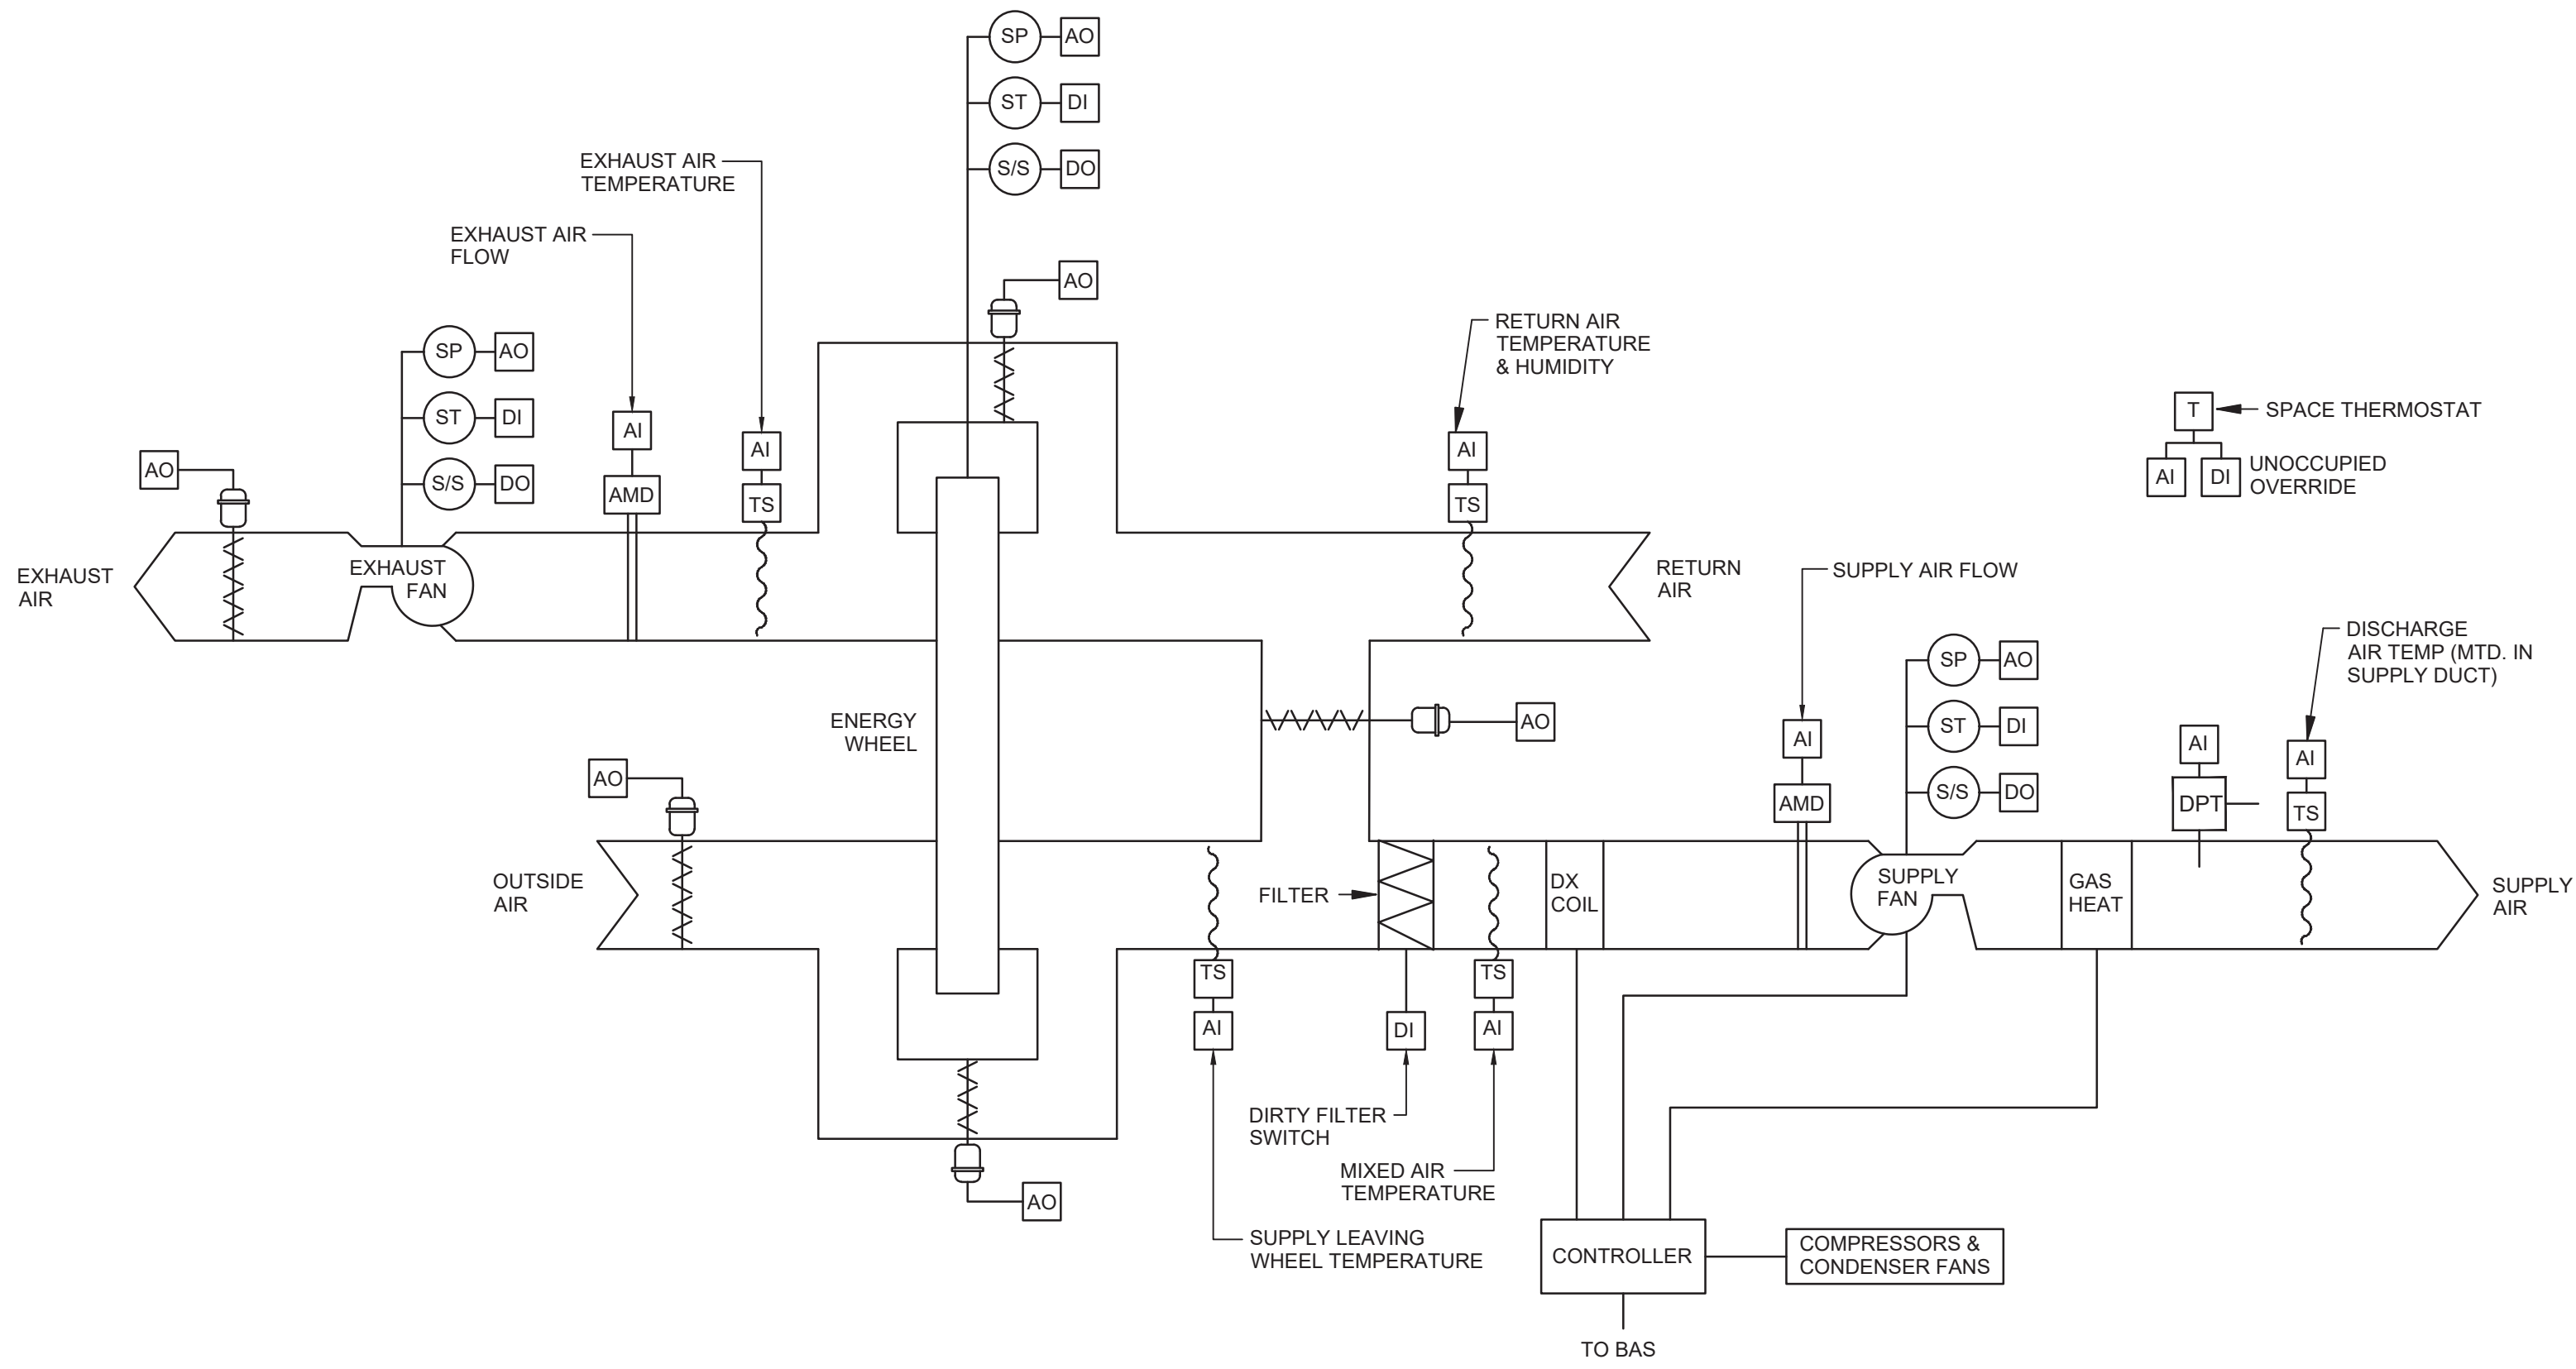 SP
AO
ST
DI
S/S
DO
EXHAUST AIR
TEMPERATURE
EXHAUST AIR
FLOW
AO
SP
AO
ST
DI
S/S
DO
AO
AI
AMD
AI
TS
RETURN AIR
TEMPERATURE
& HUMIDITY
AI
TS
T
SPACE THERMOSTAT
AI
DI
UNOCCUPIED
OVERRIDE
EXHAUST
AIR
EXHAUST
FAN
RETURN
AIR
SUPPLY AIR FLOW
DISCHARGE
AIR TEMP (MTD. IN
SUPPLY DUCT)
SP
AO
ST
DI
S/S
DO
ENERGY
WHEEL
AO
AI
AMD
AI
DPT
AI
TS
AO
OUTSIDE
AIR
FILTER
DX
COIL
SUPPLY
FAN
GAS
HEAT
SUPPLY
AIR
TS
AI
DI
TS
AI
DIRTY FILTER
SWITCH
MIXED AIR
TEMPERATURE
AO
SUPPLY LEAVING
WHEEL TEMPERATURE
CONTROLLER
COMPRESSORS &
CONDENSER FANS
TO BAS